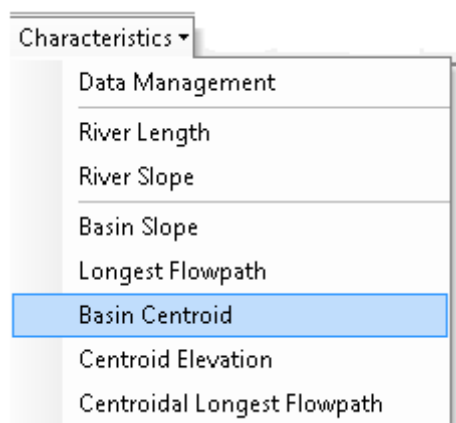 Characteristics
Data Management
River Length
River Slope
Basin Slope
Longest Flowpath
Basin Centroid
Centroid Elevation
Centroidal Longest Flowpath